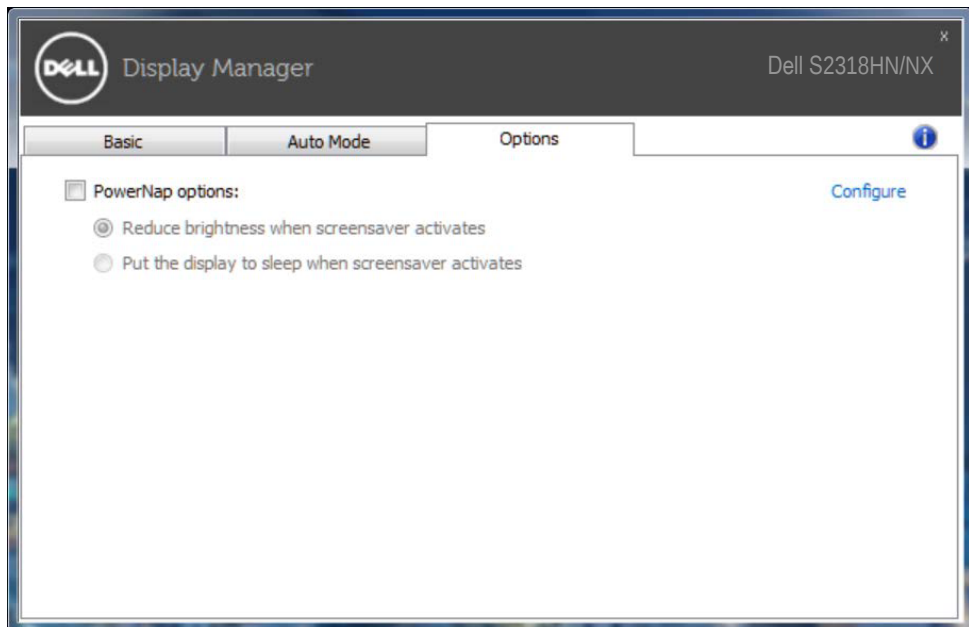 DELL Display Manager
x
Dell S2318HN/NX
Basic Auto Mode Options i
PowerNap options: Configure
Reduce brightness when screensaver activates
Put the display to sleep when screensaver activates